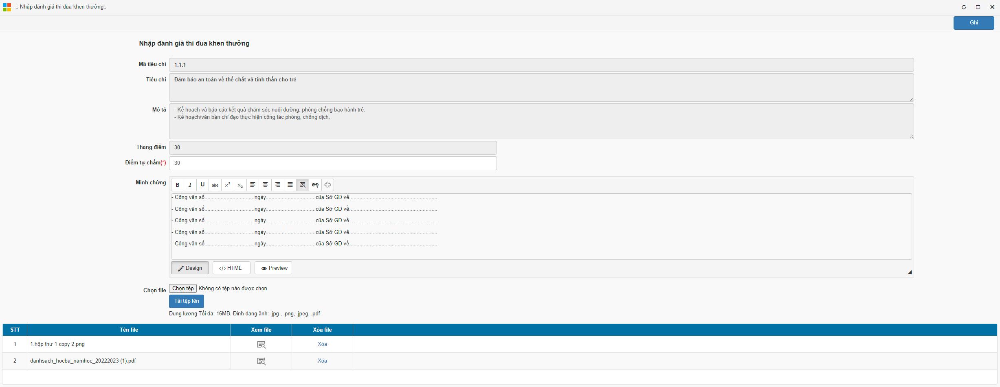 .: Nhập đánh giá thi đua khen thưởng:.
Ghi
Nhập đánh giá thi đua khen thưởng
Mã tiêu chí 1.1.1
Tiêu chí Đảm bảo an toàn về thể chất và tinh thần cho trẻ
Mô tả - Kế hoạch và báo cáo kết quả chăm sóc nuôi dưỡng, phòng chống bạo hành trẻ.
- Kế hoạch/văn bản chỉ đạo thực hiện công tác phòng, chống dịch.
Thang điểm 30
Điểm tự chấm(*) 30
Minh chứng B I U abc x² x₂
- Công văn số..................................ngày..................................của Sở GD về............................................................
- Công văn số..................................ngày..................................của Sở GD về............................................................
- Công văn số..................................ngày..................................của Sở GD về............................................................
- Công văn số..................................ngày..................................của Sở GD về............................................................
- Công văn số..................................ngày..................................của Sở GD về............................................................
Design </> HTML Preview
Chọn file Chọn tệp Không có tệp nào được chọn
Tải tệp lên
Dung lượng Tối đa: 16MB. Định dạng ảnh: .jpg , .png, .jpeg, .pdf
STT Tên file Xem file Xóa file
1 1.hộp thư 1 copy 2.png Xóa
2 danhsach_hocba_namhoc_20222023 (1).pdf Xóa